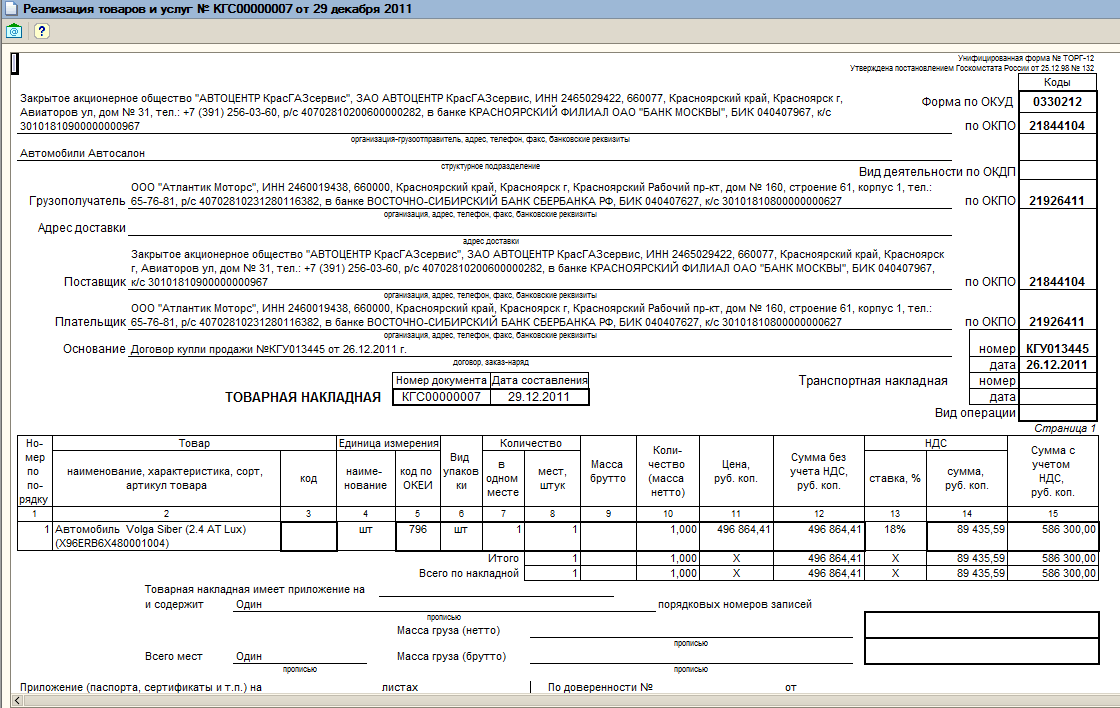 Реализация товаров и услуг № КГС00000007 от 29 декабря 2011
Унифицированная форма № ТОРГ-12
Утверждена постановлением Госкомстата России от 25.12.98 № 132
Коды
Форма по ОКУД 0330212
Закрытое акционерное общество "АВТОЦЕНТР КрасГАЗсервис", ЗАО АВТОЦЕНТР КрасГАЗсервис, ИНН 2465029422, 660077, Красноярский край, Красноярск г,
Авиаторов ул, дом № 31, тел.: +7 (391) 256-03-60, р/с 40702810200600000282, в банке КРАСНОЯРСКИЙ ФИЛИАЛ ОАО "БАНК МОСКВЫ", БИК 040407967, к/с
30101810900000000967
по ОКПО 21844104
организация-грузоотправитель, адрес, телефон, факс, банковские реквизиты
Автомобили Автосалон
структурное подразделение
Вид деятельности по ОКДП
ООО "Атлантик Моторс", ИНН 2460019438, 660000, Красноярский край, Красноярск г, Красноярский Рабочий пр-кт, дом № 160, строение 61, корпус 1, тел.:
Грузополучатель 65-76-81, р/с 40702810231280116382, в банке ВОСТОЧНО-СИБИРСКИЙ БАНК СБЕРБАНКА РФ, БИК 040407627, к/с 30101810800000000627 по ОКПО 21926411
организация, адрес, телефон, факс, банковские реквизиты
Адрес доставки
адрес доставки
Закрытое акционерное общество "АВТОЦЕНТР КрасГАЗсервис", ЗАО АВТОЦЕНТР КрасГАЗсервис, ИНН 2465029422, 660077, Красноярский край, Красноярск
г, Авиаторов ул, дом № 31, тел.: +7 (391) 256-03-60, р/с 40702810200600000282, в банке КРАСНОЯРСКИЙ ФИЛИАЛ ОАО "БАНК МОСКВЫ", БИК 040407967,
Поставщик к/с 30101810900000000967 по ОКПО 21844104
организация, адрес, телефон, факс, банковские реквизиты
ООО "Атлантик Моторс", ИНН 2460019438, 660000, Красноярский край, Красноярск г, Красноярский Рабочий пр-кт, дом № 160, строение 61, корпус 1, тел.:
Плательщик 65-76-81, р/с 40702810231280116382, в банке ВОСТОЧНО-СИБИРСКИЙ БАНК СБЕРБАНКА РФ, БИК 040407627, к/с 30101810800000000627 по ОКПО 21926411
организация, адрес, телефон, факс, банковские реквизиты
Основание Договор купли продажи №КГУ013445 от 26.12.2011 г. номер КГУ013445
договор, заказ-наряд
дата 26.12.2011
Номер документа Дата составления
Транспортная накладная номер
ТОВАРНАЯ НАКЛАДНАЯ КГС00000007 29.12.2011
дата
Вид операции
Страница 1
Но-мер по по-рядку Товар Единица измерения Вид упаков ки Количество Масса брутто Коли-чество (масса нетто) Цена, руб. коп. Сумма без учета НДС, руб. коп. НДС Сумма с учетом НДС, руб. коп.
наименование, характеристика, сорт, артикул товара код наиме-нование код по ОКЕИ в одном месте мест, штук ставка, % сумма, руб. коп.
1 2 3 4 5 6 7 8 9 10 11 12 13 14 15
1 Автомобиль Volga Siber (2.4 AT Lux) шт 796 шт 1 1 1,000 496 864,41 496 864,41 18% 89 435,59 586 300,00
(X96ERB6X480001004)
Итого 1 1,000 X 496 864,41 X 89 435,59 586 300,00
Всего по накладной 1 1,000 X 496 864,41 X 89 435,59 586 300,00
Товарная накладная имеет приложение на
и содержит Один порядковых номеров записей
прописью
Масса груза (нетто)
прописью
Всего мест Один Масса груза (брутто)
прописью прописью
Приложение (паспорта, сертификаты и т.п.) на листах По доверенности № от